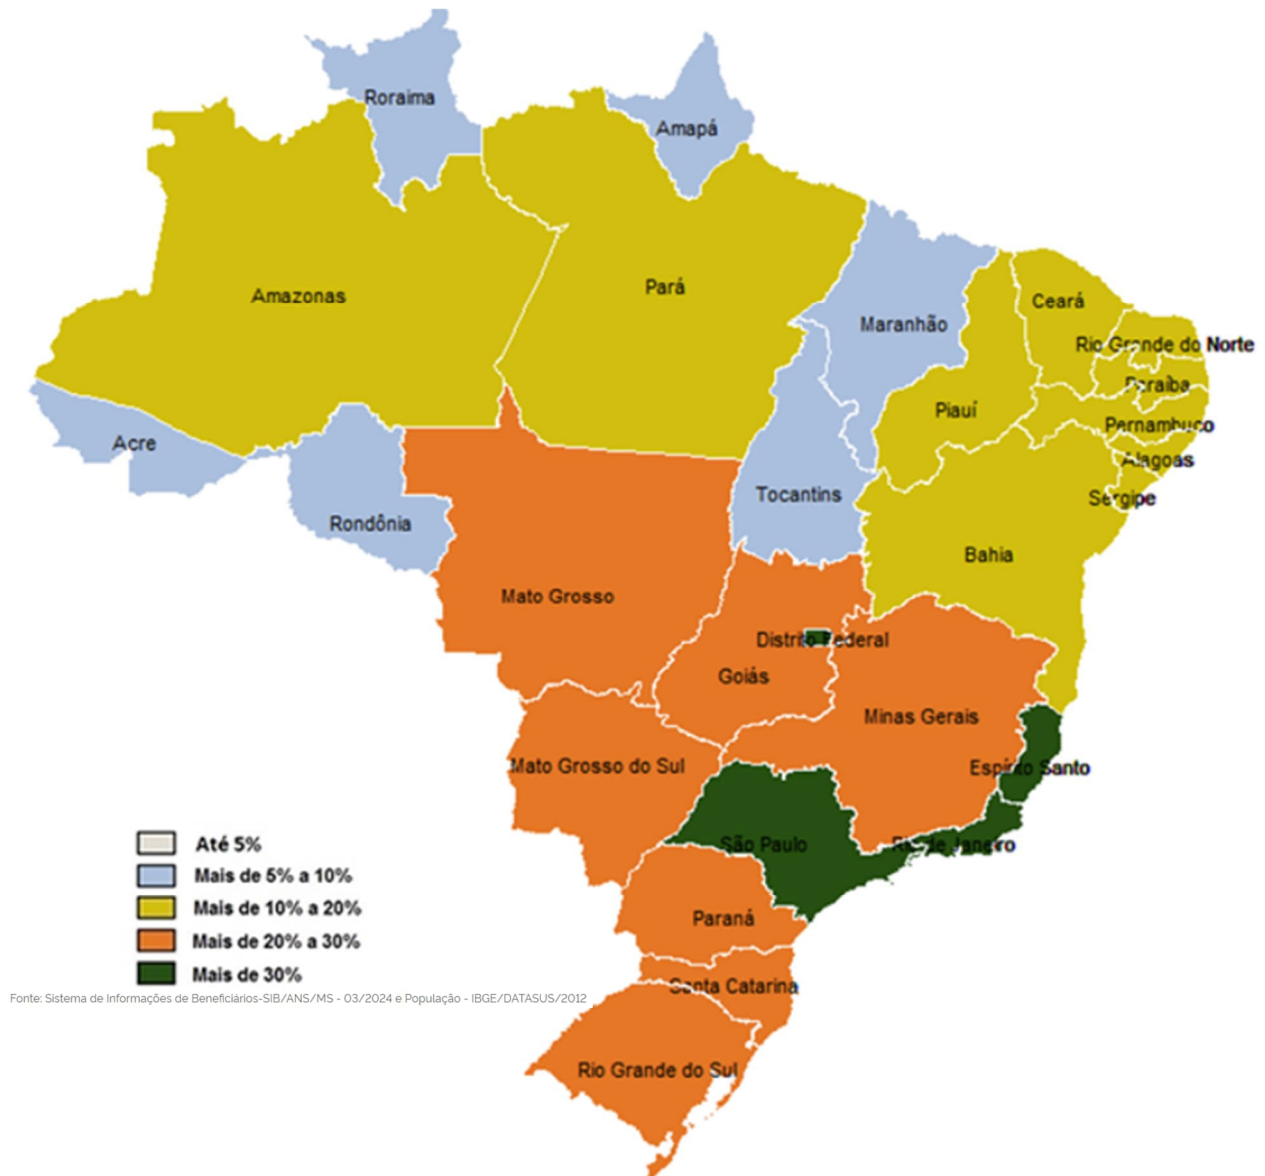 Roraima
Amapá
Amazonas
Pará
Ceará
Maranhão
Rio Grande do Norte
Paraíba
Piauí
Pernambuco
Acre
Alagoas
Tocantins
Sergipe
Rondônia
Bahia
Mato Grosso
Distrito Federal
Goiás
Minas Gerais
Mato Grosso do Sul
Espírito Santo
São Paulo
Rio de Janeiro
Paraná
Santa Catarina
Rio Grande do Sul
Até 5%
Mais de 5% a 10%
Mais de 10% a 20%
Mais de 20% a 30%
Mais de 30%
Fonte: Sistema de Informações de Beneficiários-SIB/ANS/MS - 03/2024 e População - IBGE/DATASUS/2012